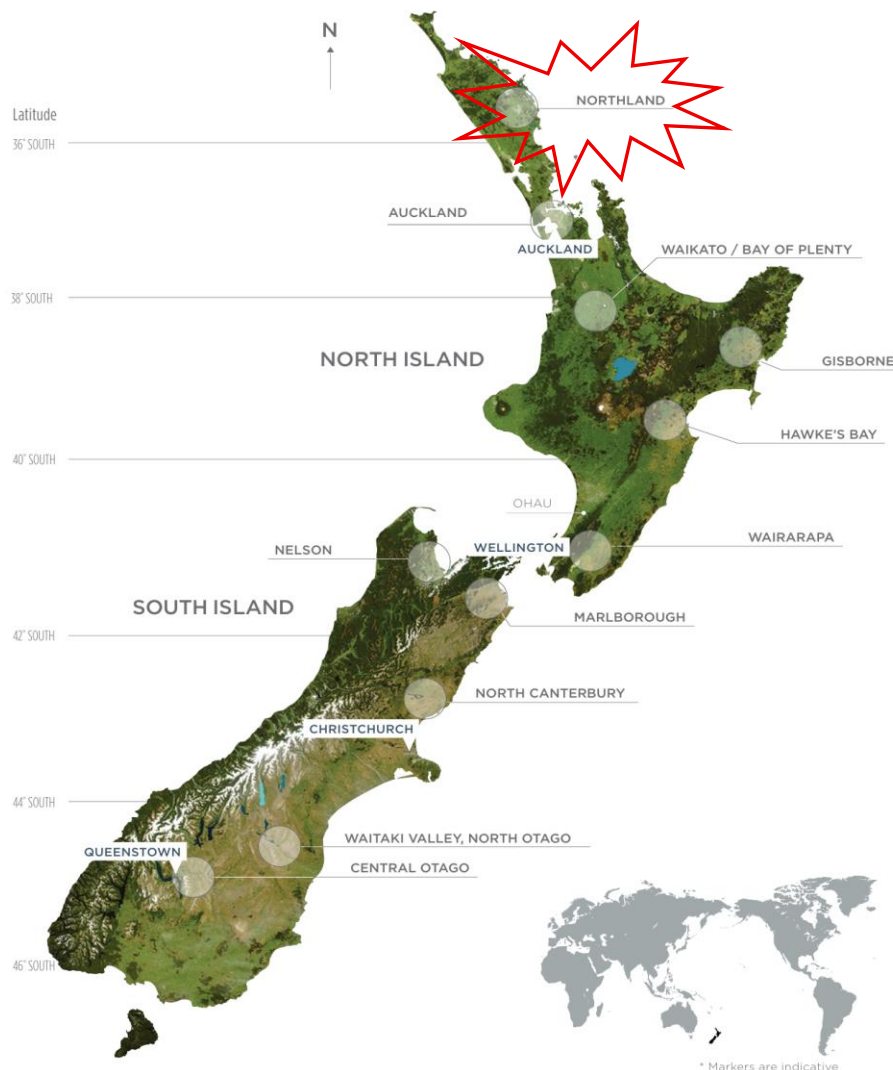 N
Latitude
NORTHLAND
36° SOUTH
AUCKLAND
AUCKLAND
WAIKATO / BAY OF PLENTY
38° SOUTH
NORTH ISLAND
GISBORNE
HAWKE'S BAY
40° SOUTH
OHAU
WAIRARAPA
NELSON
WELLINGTON
SOUTH ISLAND
MARLBOROUGH
42° SOUTH
NORTH CANTERBURY
CHRISTCHURCH
44° SOUTH
WAITAKI VALLEY, NORTH OTAGO
QUEENSTOWN
CENTRAL OTAGO
46° SOUTH
* Markers are indicative